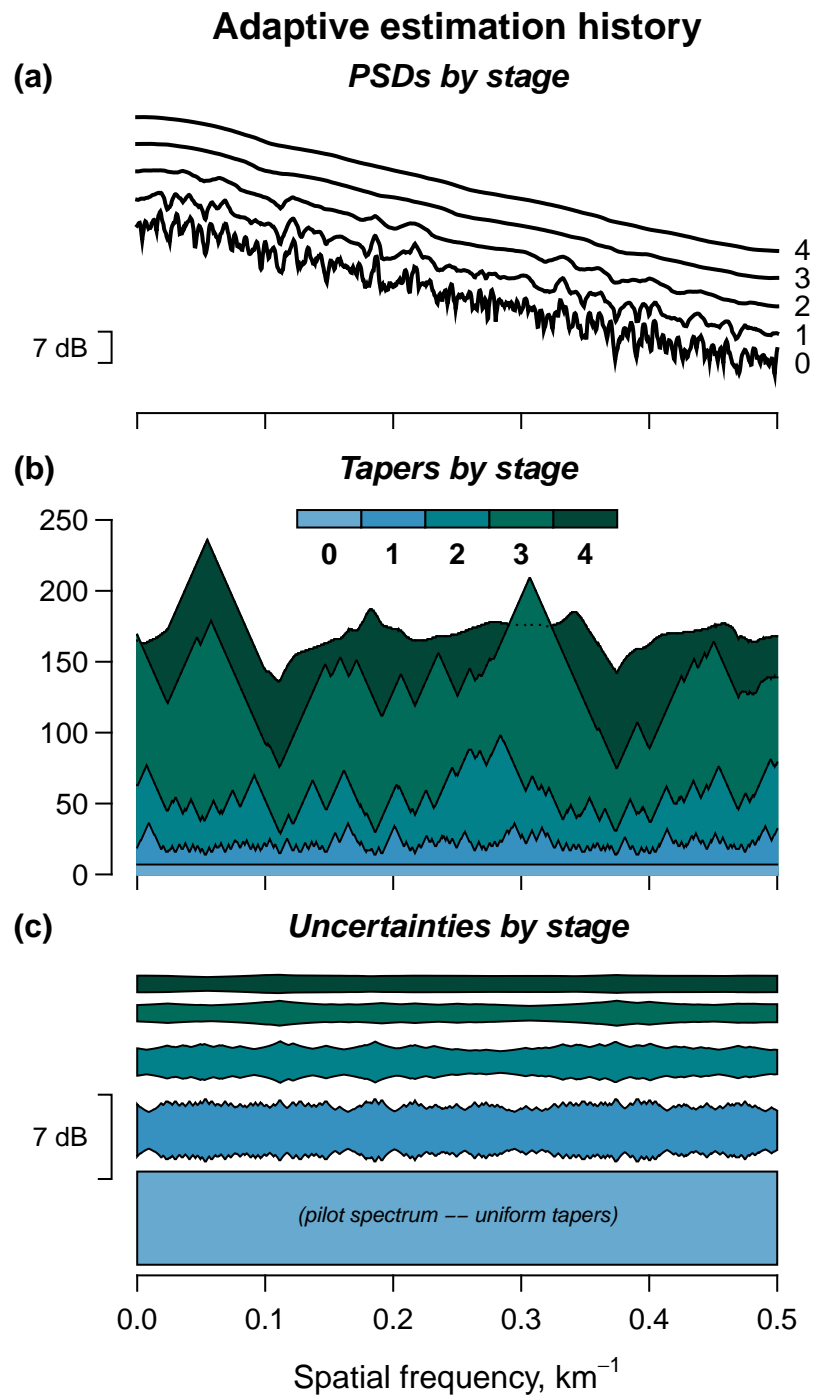 Adaptive estimation history
(a) PSDs by stage
4
3
2
1
0
7 dB
(b) Tapers by stage
0 1 2 3 4
250
200
150
100
50
0
(c) Uncertainties by stage
7 dB
(pilot spectrum −− uniform tapers)
0.0 0.1 0.2 0.3 0.4 0.5
Spatial frequency, km⁻¹